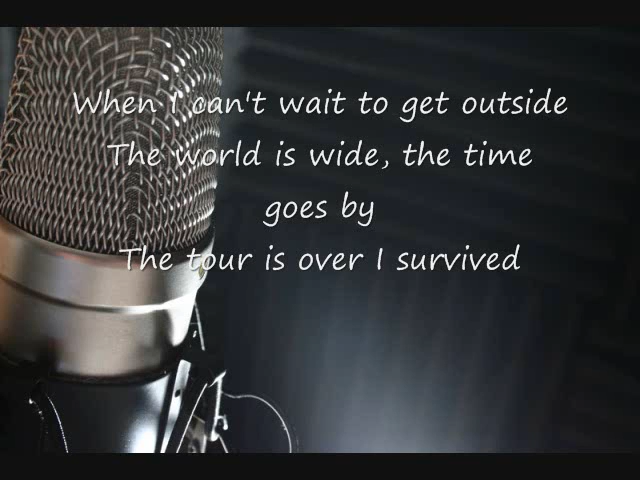 When I can't wait to get outside
The world is wide, the time
goes by
The tour is over I survived